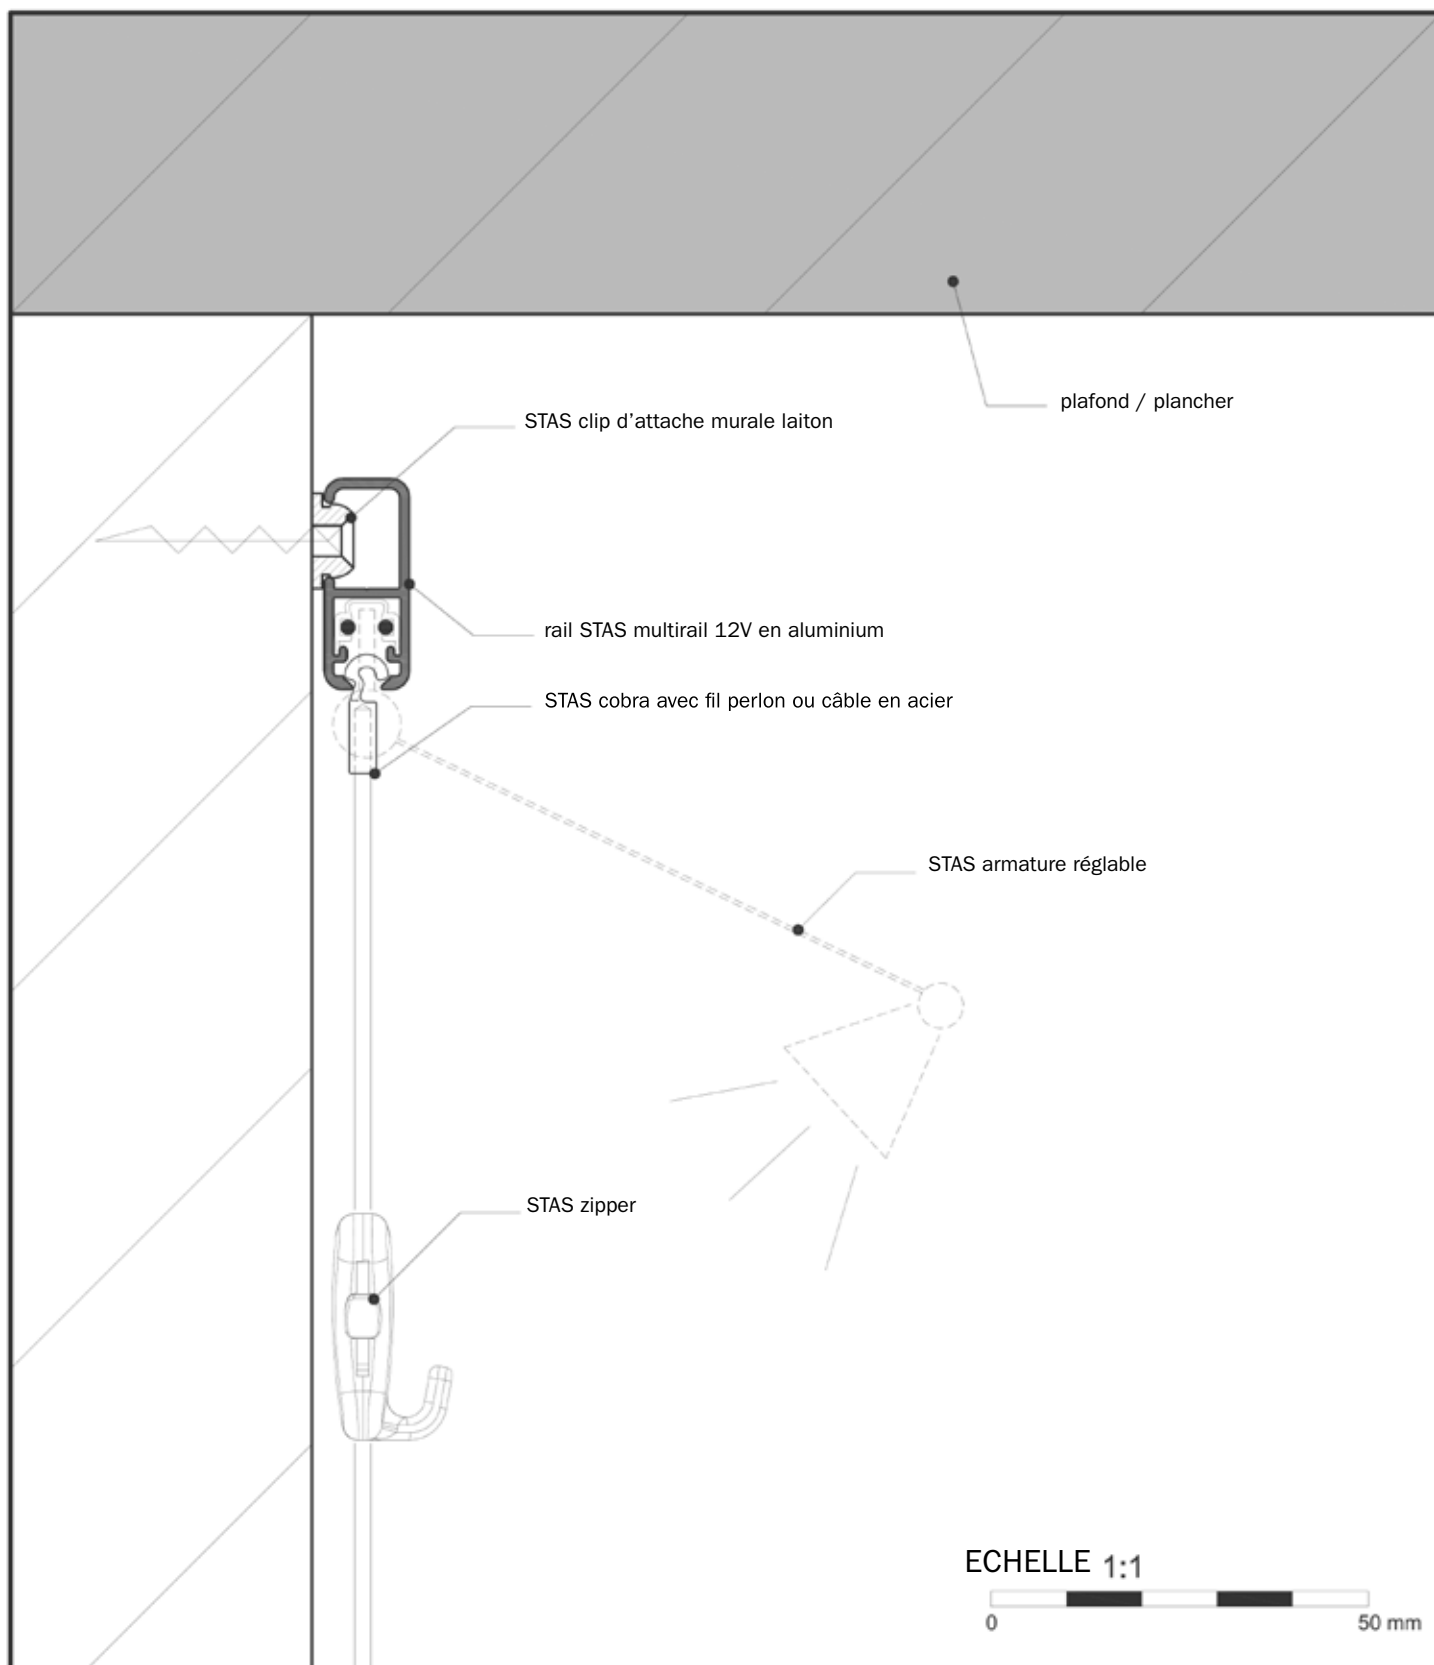 plafond / plancher
STAS clip d’attache murale laiton
rail STAS multirail 12V en aluminium
STAS cobra avec fil perlon ou câble en acier
STAS armature réglable
STAS zipper
ECHELLE 1:1
0 50 mm